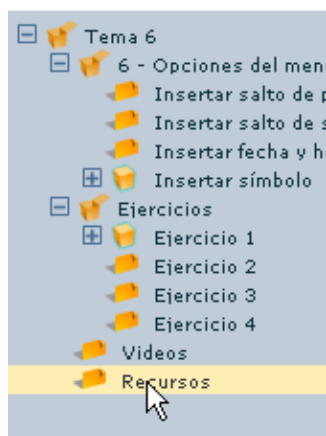 Tema 6
6 - Opciones del men
Insertar salto de
Insertar salto de
Insertar fecha y h
Insertar símbolo
Ejercicios
Ejercicio 1
Ejercicio 2
Ejercicio 3
Ejercicio 4
Videos
Recursos